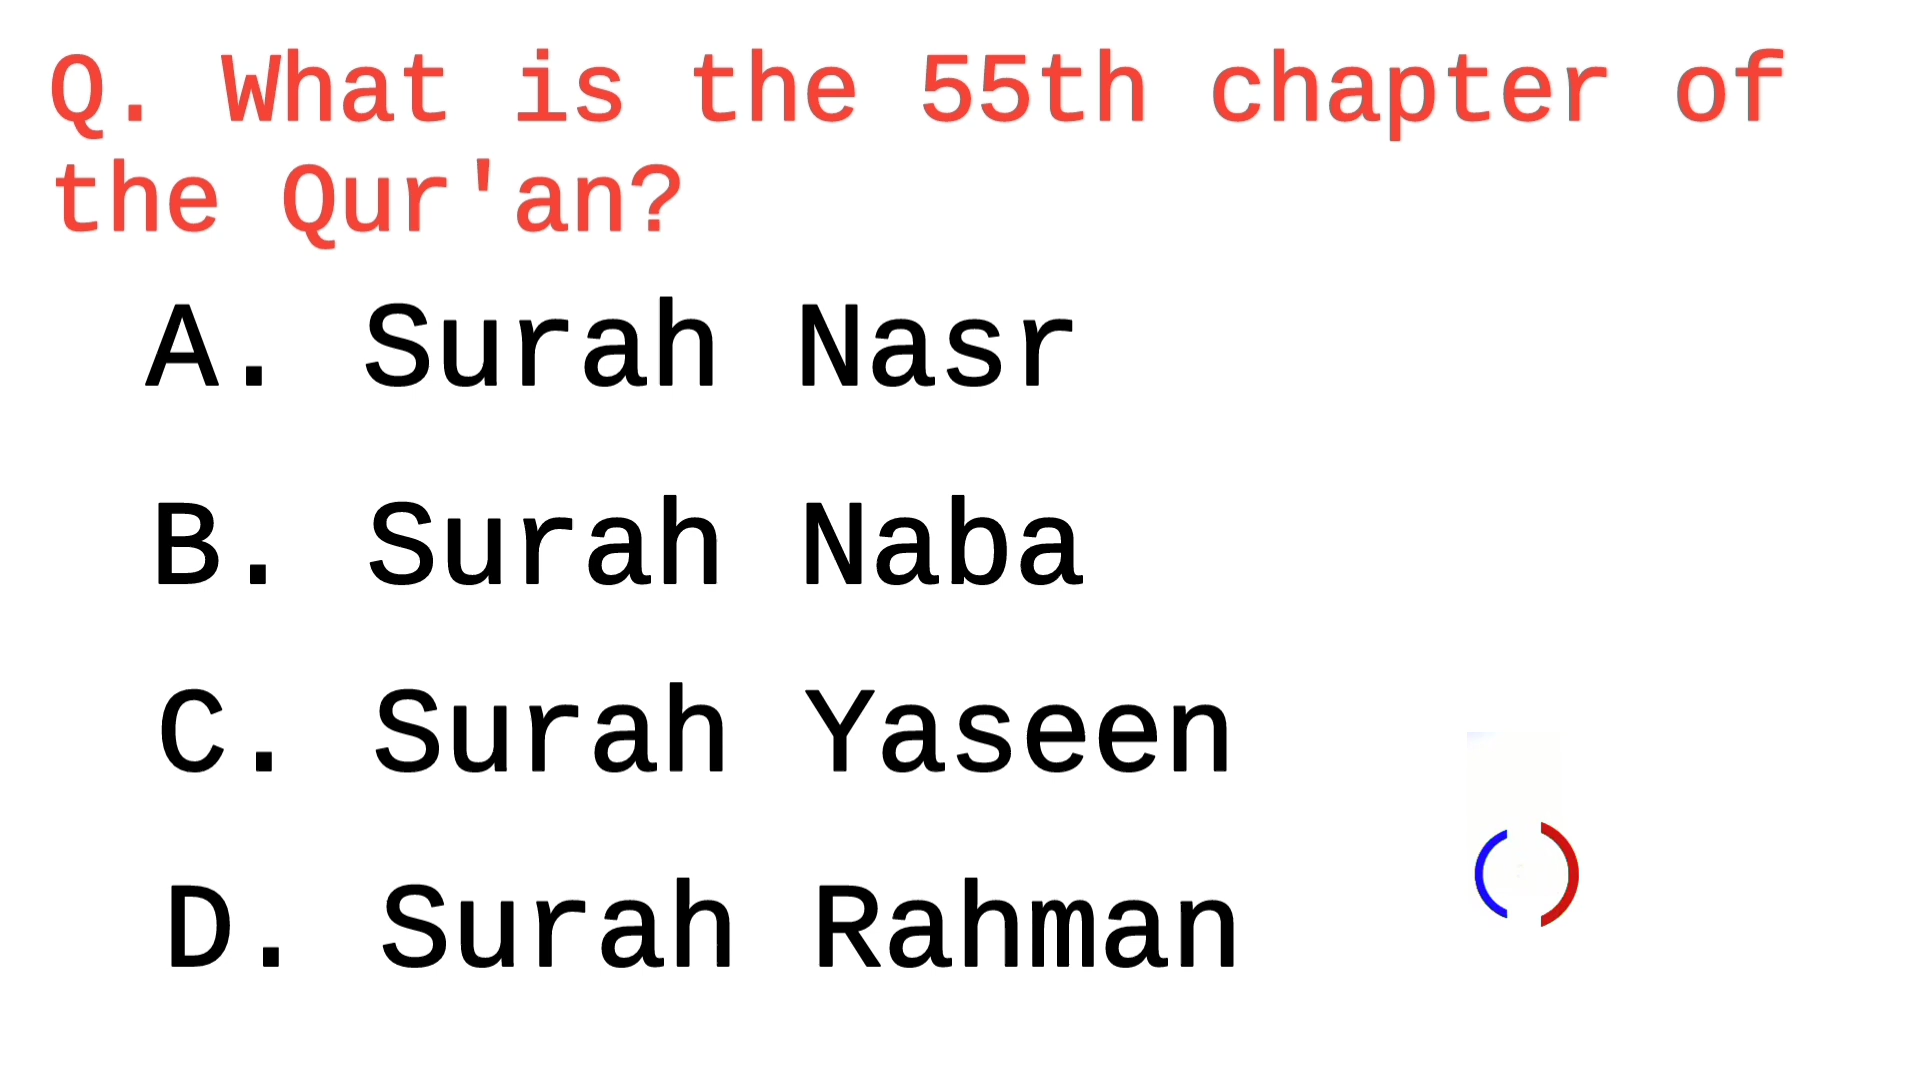 Q. What is the 55th chapter of
the Qur'an?
A. Surah Nasr
B. Surah Naba
C. Surah Yaseen
D. Surah Rahman